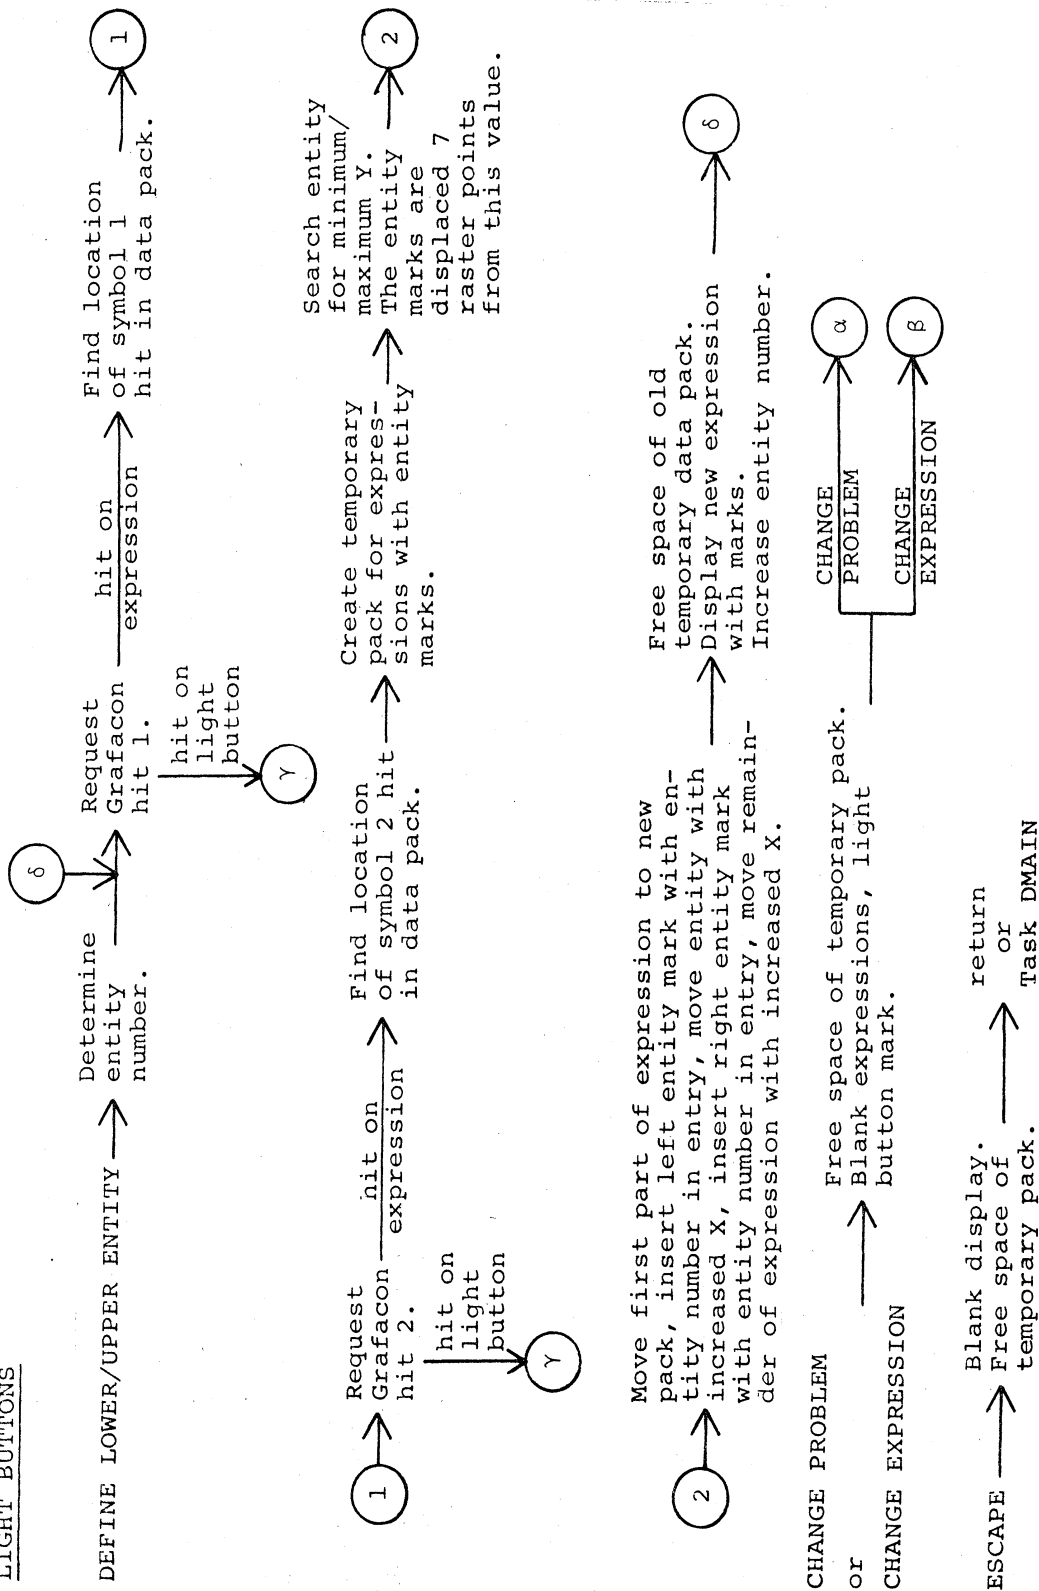 LIGHT BUTTONS
δ
DEFINE LOWER/UPPER ENTITY
Determine
entity
number.
Request
Grafacon
hit 1.
hit on
expression
hit on
light
button
γ
Find location
of symbol 1
hit in data pack.
1
1
Request
Grafacon
hit 2.
hit on
expression
hit on
light
button
γ
Find location
of symbol 2 hit
in data pack.
Create temporary
pack for expres-
sions with entity
marks.
Search entity
for minimum/
maximum Y.
The entity
marks are
displaced 7
raster points
from this value.
2
2
Move first part of expression to new
pack, insert left entity mark with en-
tity number in entry, move entity with
increased X, insert right entity mark
with entity number in entry, move remain-
der of expression with increased X.
Free space of old
temporary data pack.
Display new expression
with marks.
Increase entity number.
δ
CHANGE PROBLEM
or
CHANGE EXPRESSION
Free space of temporary pack.
Blank expressions, light
button mark.
CHANGE
PROBLEM
α
CHANGE
EXPRESSION
β
ESCAPE
Blank display.
Free space of
temporary pack.
return
or
Task DMAIN